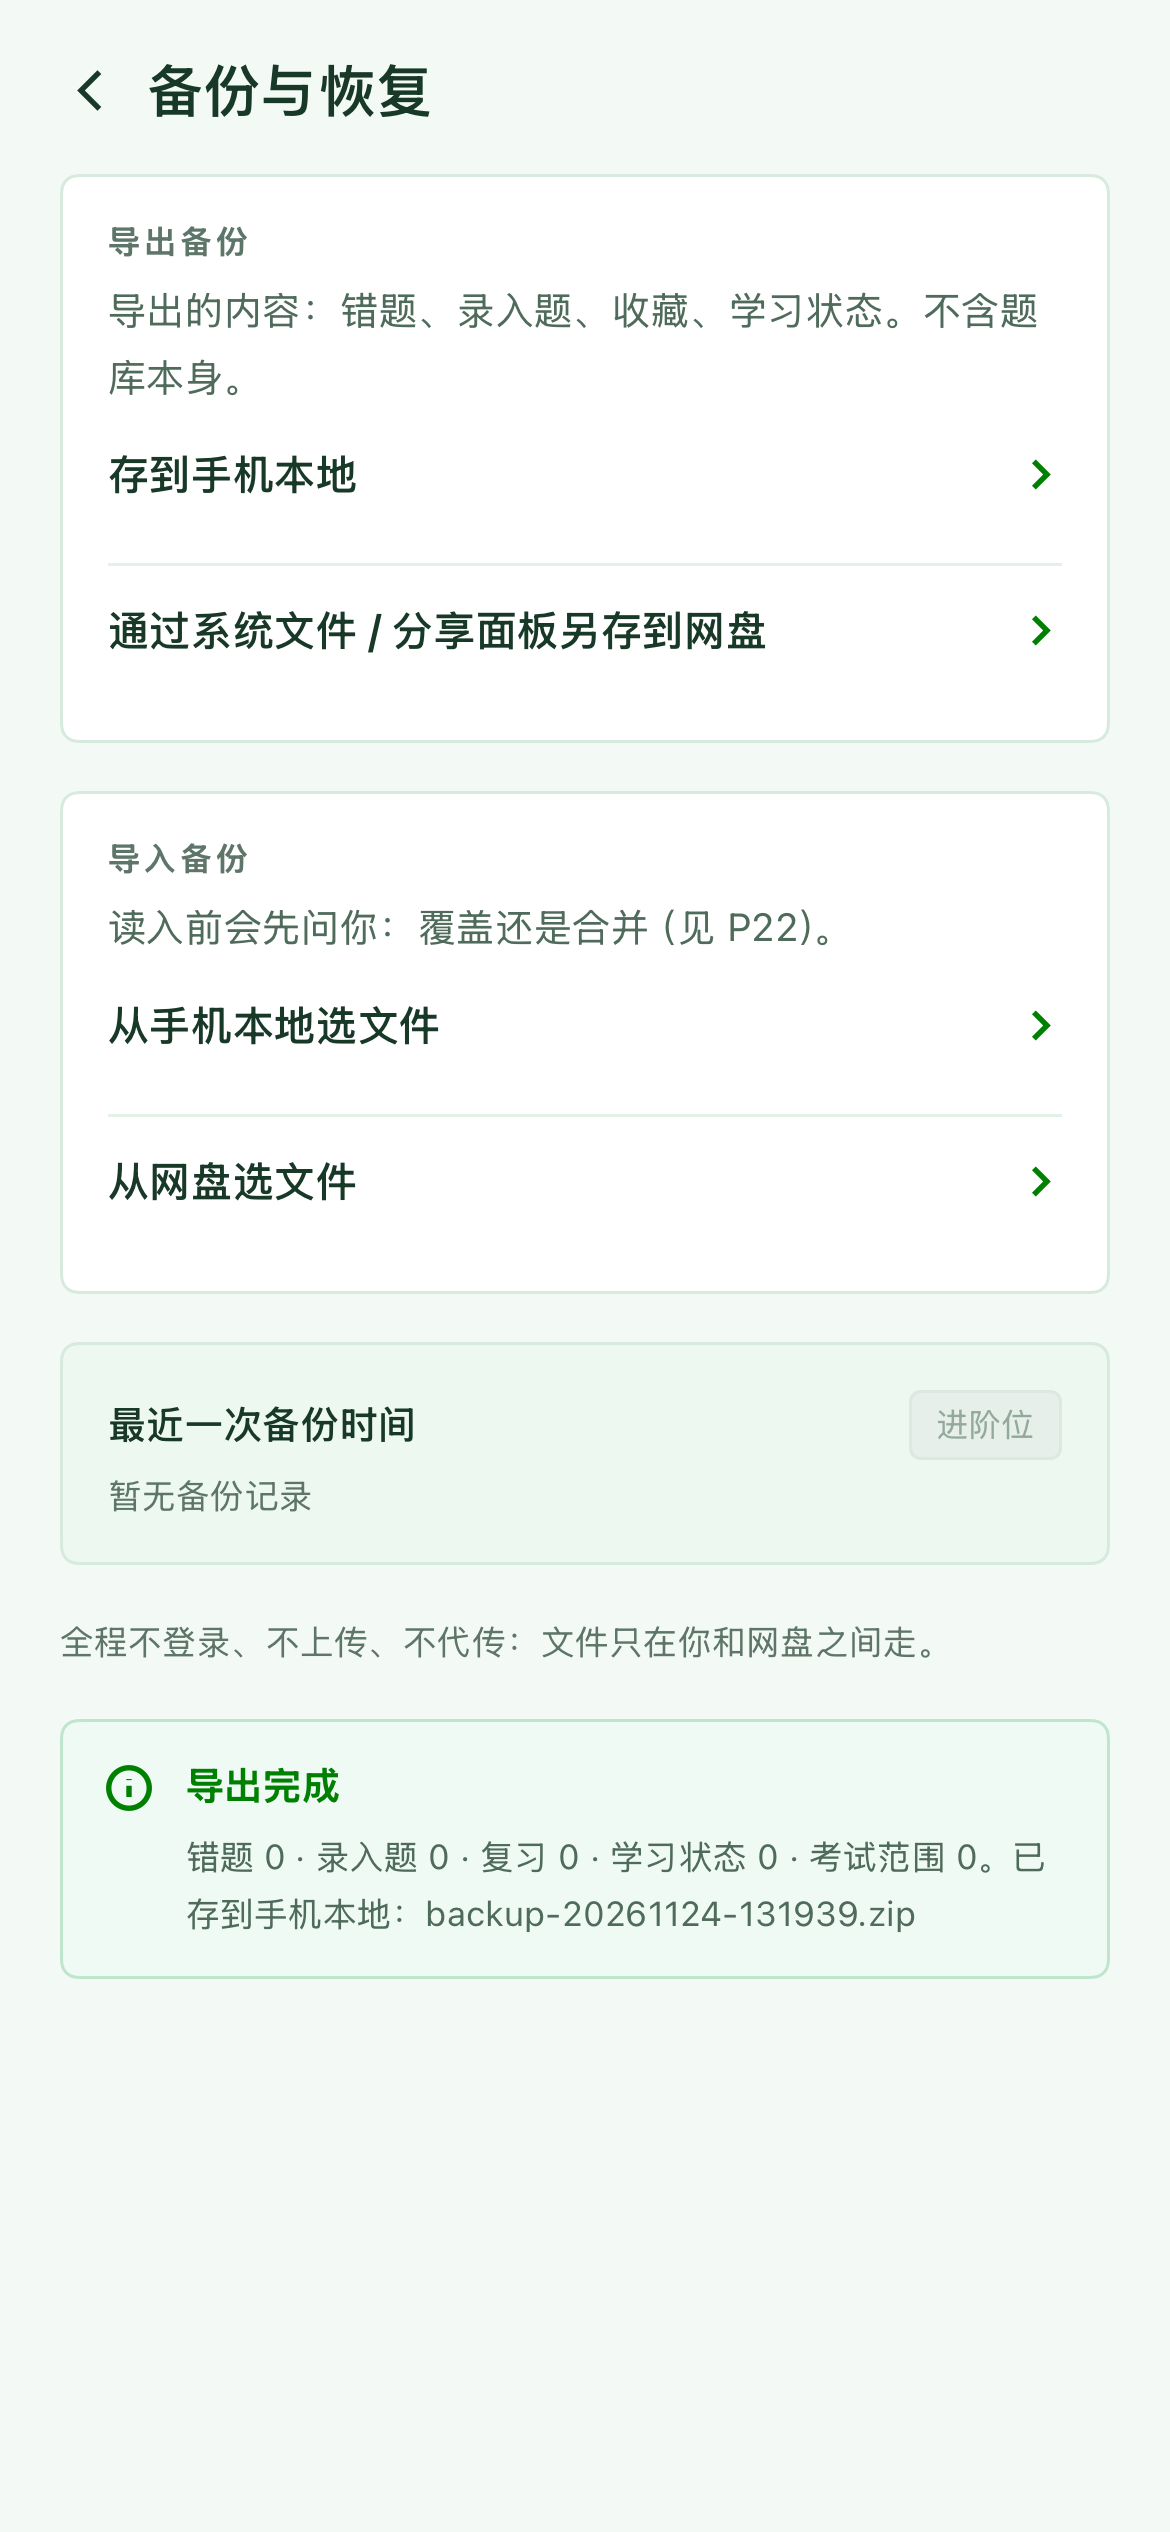 备份与恢复
导出备份
导出的内容：错题、录入题、收藏、学习状态。不含题
库本身。
存到手机本地
通过系统文件 / 分享面板另存到网盘
导入备份
读入前会先问你：覆盖还是合并 (见 P22)。
从手机本地选文件
从网盘选文件
最近一次备份时间
进阶位
暂无备份记录
全程不登录、不上传、不代传：文件只在你和网盘之间走。
导出完成
错题 0 · 录入题 0 · 复习 0 · 学习状态 0 · 考试范围 0。已
存到手机本地：backup-20261124-131939.zip